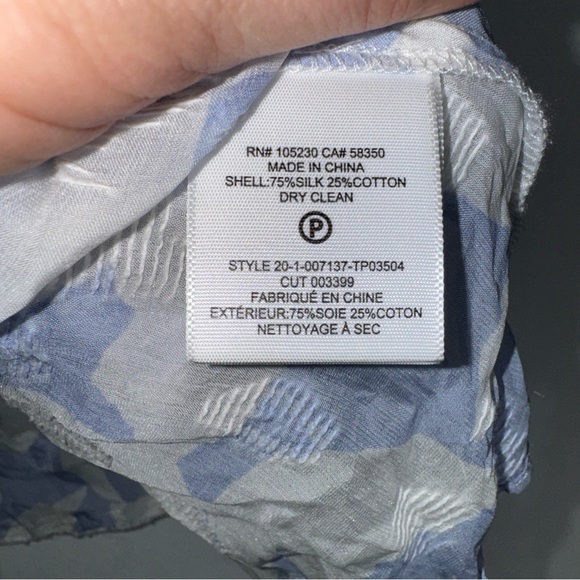 RN# 105230 CA# 58350
MADE IN CHINA
SHELL:75%SILK 25%COTTON
DRY CLEAN
P
STYLE 20-1-007137-TP03504
CUT 003399
FABRIQUÉ EN CHINE
EXTÉRIEUR:75%SOIE 25%COTON
NETTOYAGE À SEC